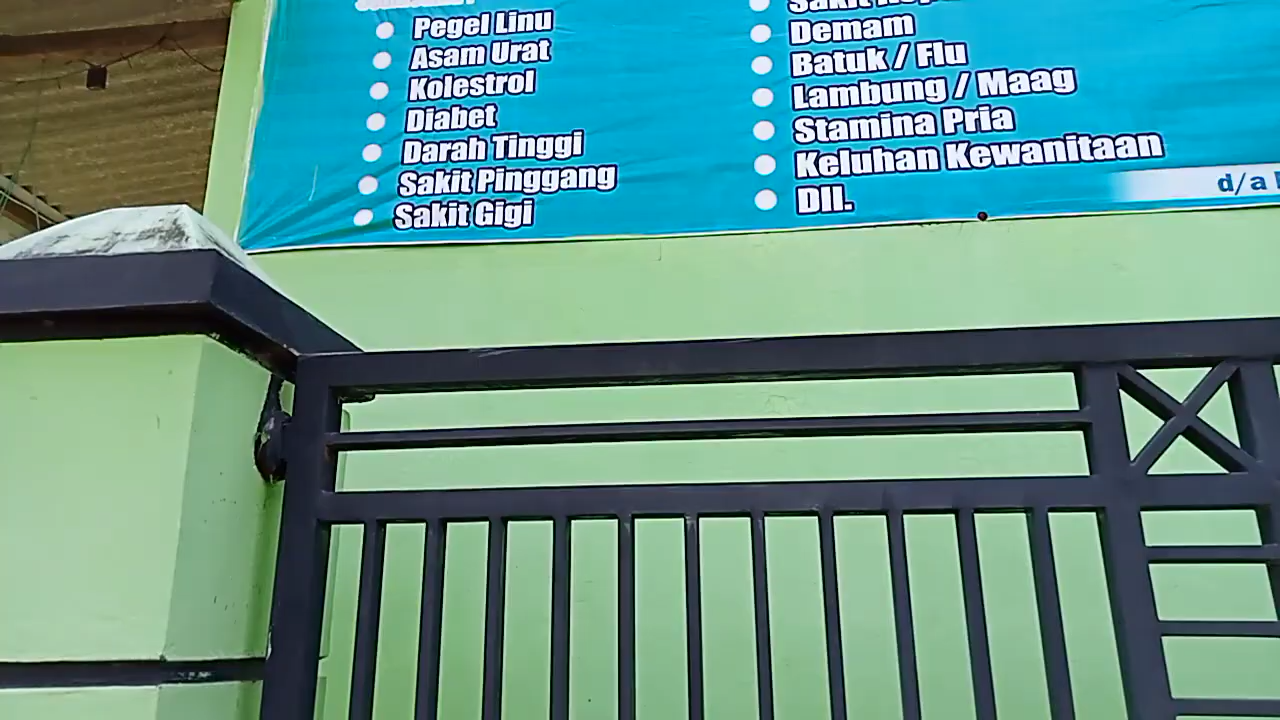 Pegel Linu
Asam Urat
Kolestrol
Diabet
Darah Tinggi
Sakit Pinggang
Sakit Gigi
Sakit
Demam
Batuk / Flu
Lambung / Maag
Stamina Pria
Keluhan Kewanitaan
Dll.
d/a